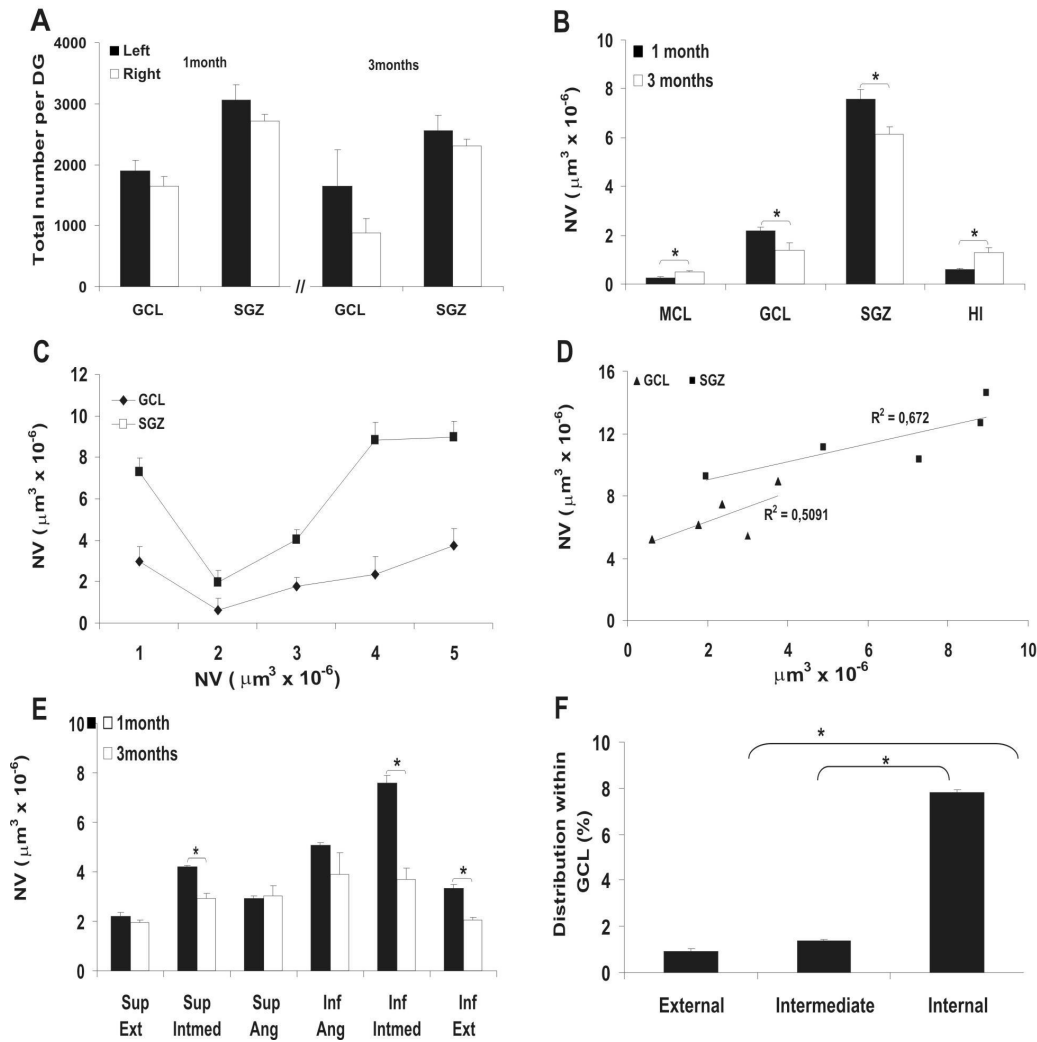 A
Total number per DG
4000
3000
2000
1000
0
Left
Right
1month
3months
GCL
SGZ
//
GCL
SGZ
B
NV ( μm³ x 10⁻⁶)
10
8
6
4
2
0
1 month
3 months
*
*
*
*
MCL
GCL
SGZ
HI
C
NV ( μm³ x 10⁻⁶)
12
10
8
6
4
2
0
GCL
SGZ
1
2
3
4
5
NV ( μm³ x 10⁻⁶)
D
NV ( μm³ x 10⁻⁶)
16
12
8
4
0
GCL
SGZ
R² = 0,672
R² = 0,5091
0
2
4
6
8
10
μm³ x 10⁻⁶
E
NV ( μm³ x 10⁻⁶)
10
8
6
4
2
0
1month
3months
*
*
*
Sup Ext
Sup Intmed
Sup Ang
Inf Ang
Inf Intmed
Inf Ext
F
Distribution within
GCL (%)
10
8
6
4
2
0
*
*
External
Intermediate
Internal